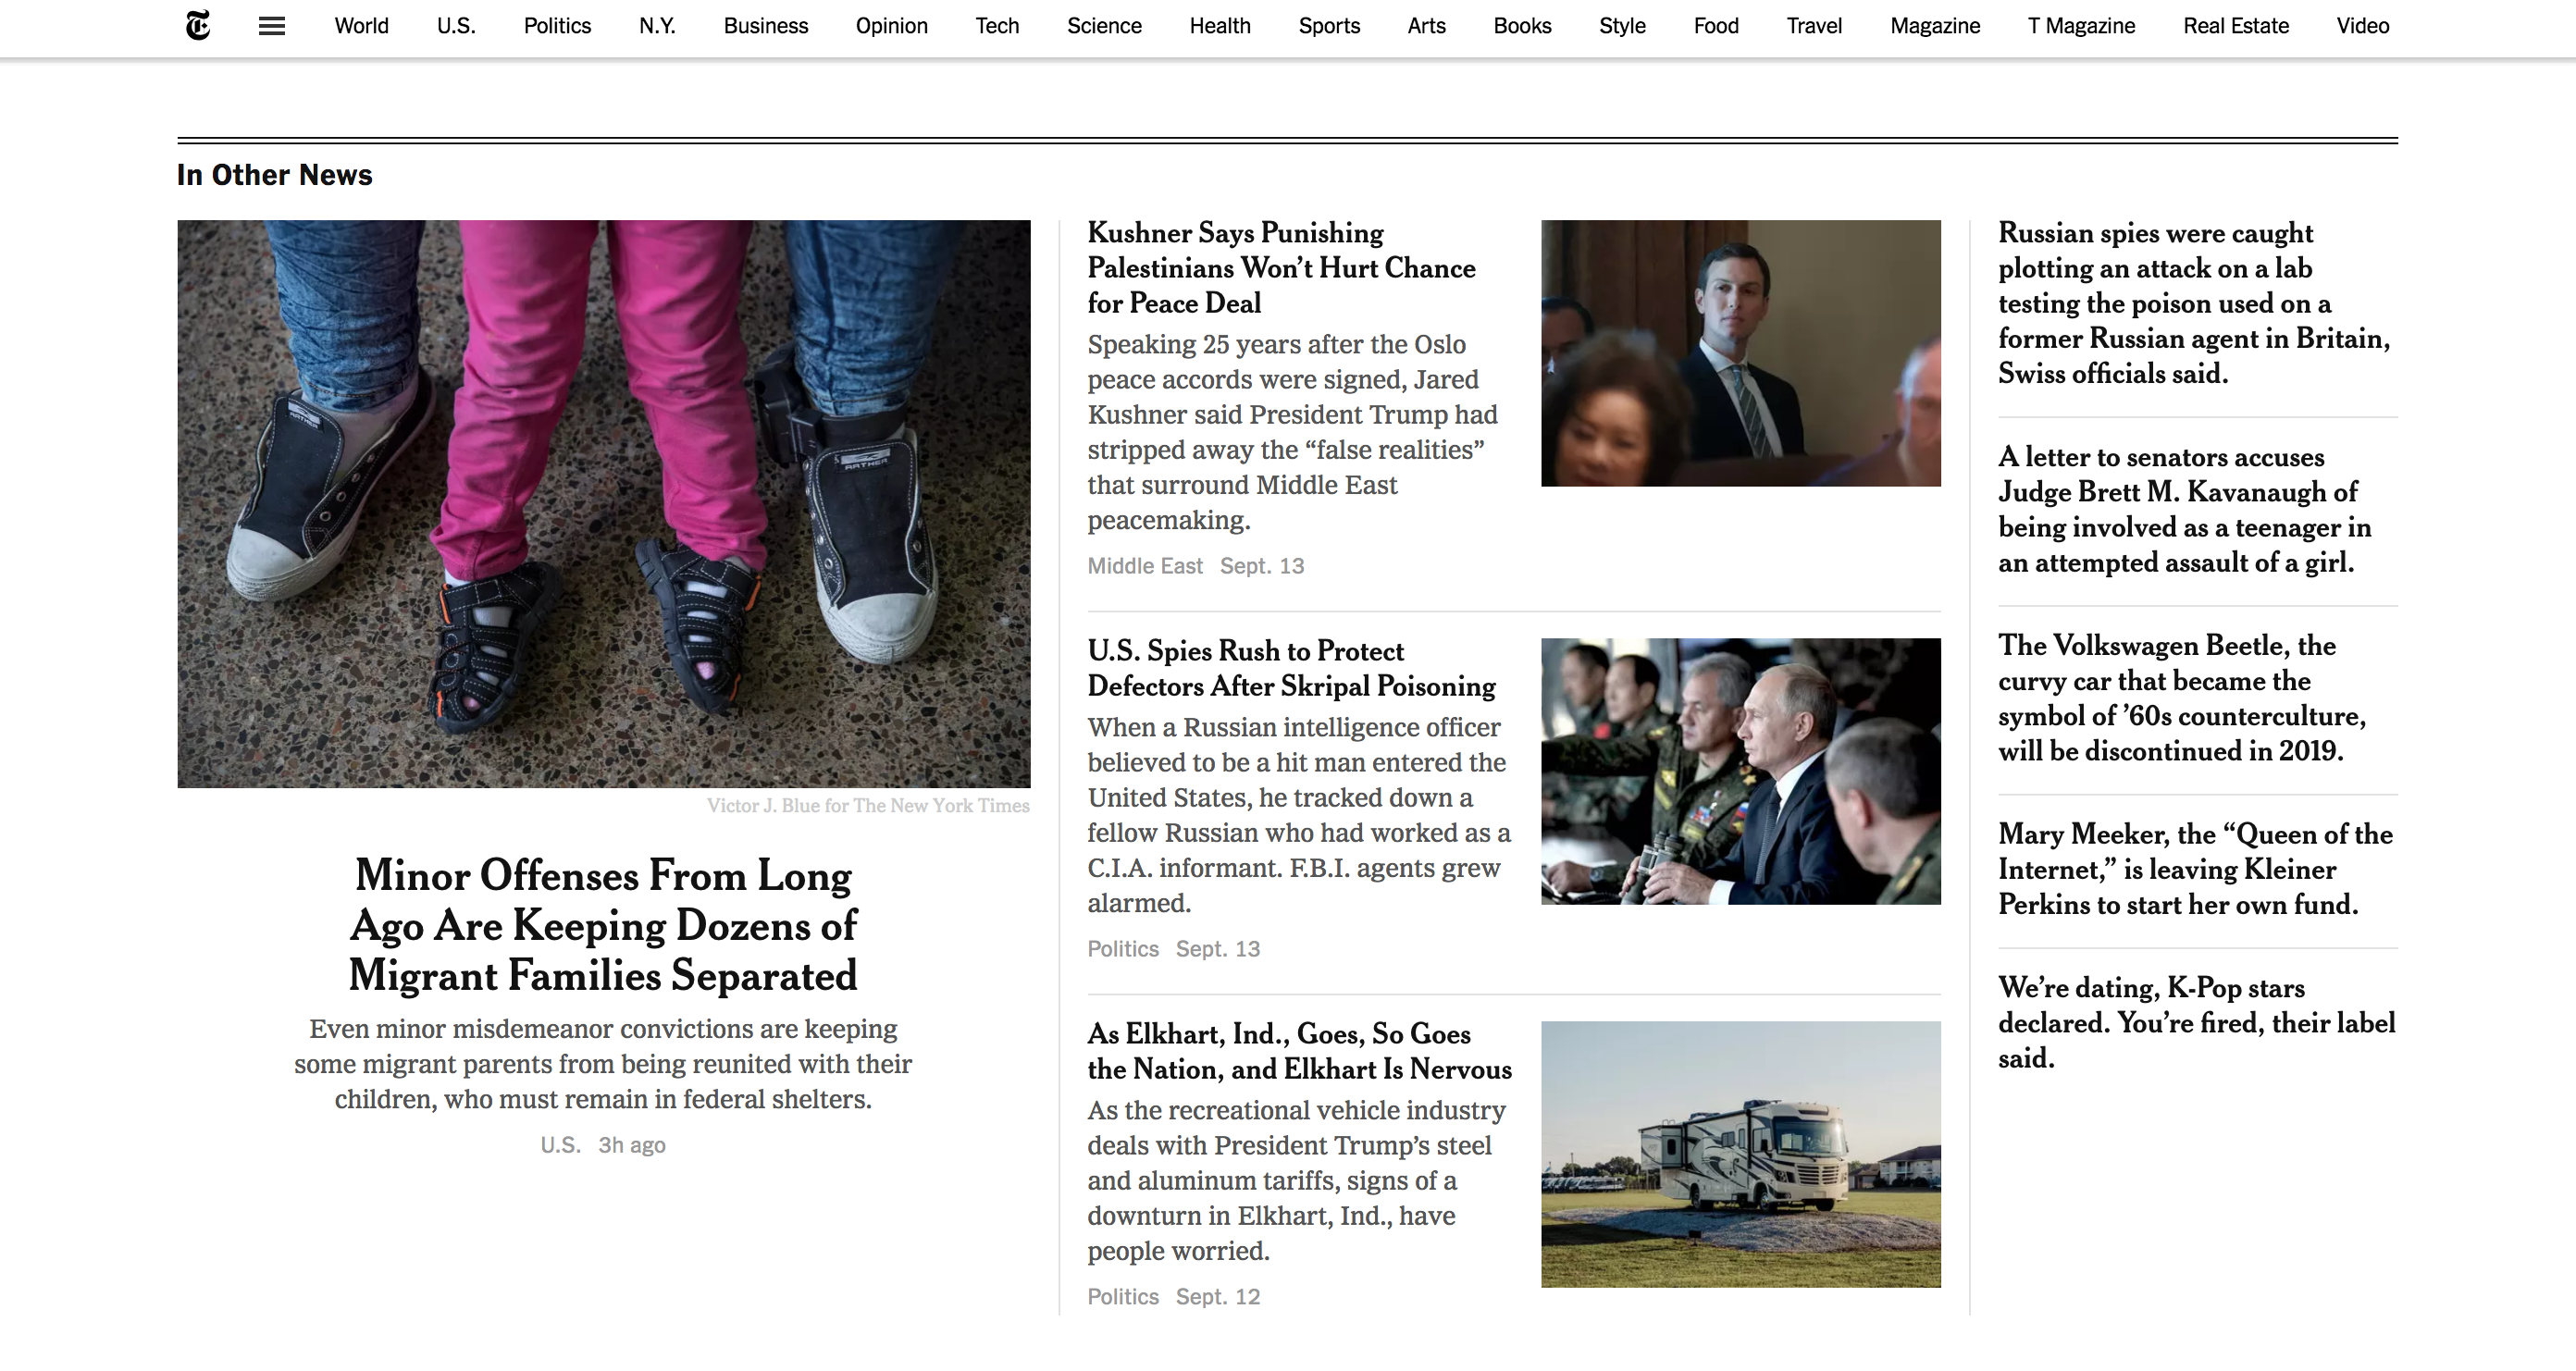 T
World U.S. Politics N.Y. Business Opinion Tech Science Health Sports Arts Books Style Food Travel Magazine T Magazine Real Estate Video
In Other News
ARTHER
ARTHER
Victor J. Blue for The New York Times
Minor Offenses From Long
Ago Are Keeping Dozens of
Migrant Families Separated
Even minor misdemeanor convictions are keeping
some migrant parents from being reunited with their
children, who must remain in federal shelters.
U.S. 3h ago
Kushner Says Punishing
Palestinians Won’t Hurt Chance
for Peace Deal
Speaking 25 years after the Oslo
peace accords were signed, Jared
Kushner said President Trump had
stripped away the “false realities”
that surround Middle East
peacemaking.
Middle East Sept. 13
U.S. Spies Rush to Protect
Defectors After Skripal Poisoning
When a Russian intelligence officer
believed to be a hit man entered the
United States, he tracked down a
fellow Russian who had worked as a
C.I.A. informant. F.B.I. agents grew
alarmed.
Politics Sept. 13
As Elkhart, Ind., Goes, So Goes
the Nation, and Elkhart Is Nervous
As the recreational vehicle industry
deals with President Trump’s steel
and aluminum tariffs, signs of a
downturn in Elkhart, Ind., have
people worried.
Politics Sept. 12
Russian spies were caught
plotting an attack on a lab
testing the poison used on a
former Russian agent in Britain,
Swiss officials said.
A letter to senators accuses
Judge Brett M. Kavanaugh of
being involved as a teenager in
an attempted assault of a girl.
The Volkswagen Beetle, the
curvy car that became the
symbol of ’60s counterculture,
will be discontinued in 2019.
Mary Meeker, the “Queen of the
Internet,” is leaving Kleiner
Perkins to start her own fund.
We’re dating, K-Pop stars
declared. You’re fired, their label
said.